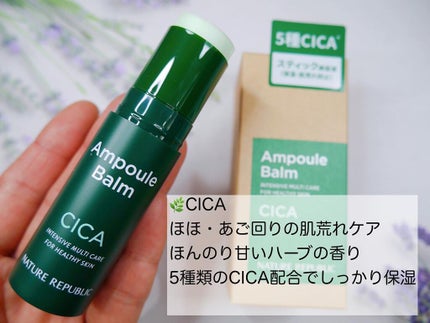 Ampoule
Balm
CICA
INTENSIVE MULTI CARE
FOR HEALTHY SKIN
NATURE REPUBLIC
5種CICA
スティック美容液
Ampoule
Balm
INTENSIVE MULTI CARE
FOR HEALTHY SKIN
CICA
🌿CICA
ほほ・あご回りの肌荒れケア
ほんのり甘いハーブの香り
5種類のCICA配合でしっかり保湿